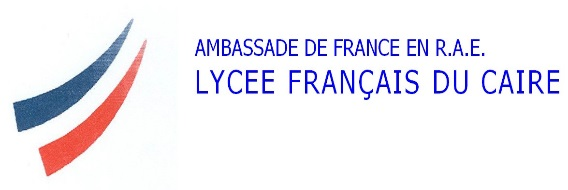 AMBASSADE DE FRANCE EN R.A.E.
LYCEE FRANÇAIS DU CAIRE